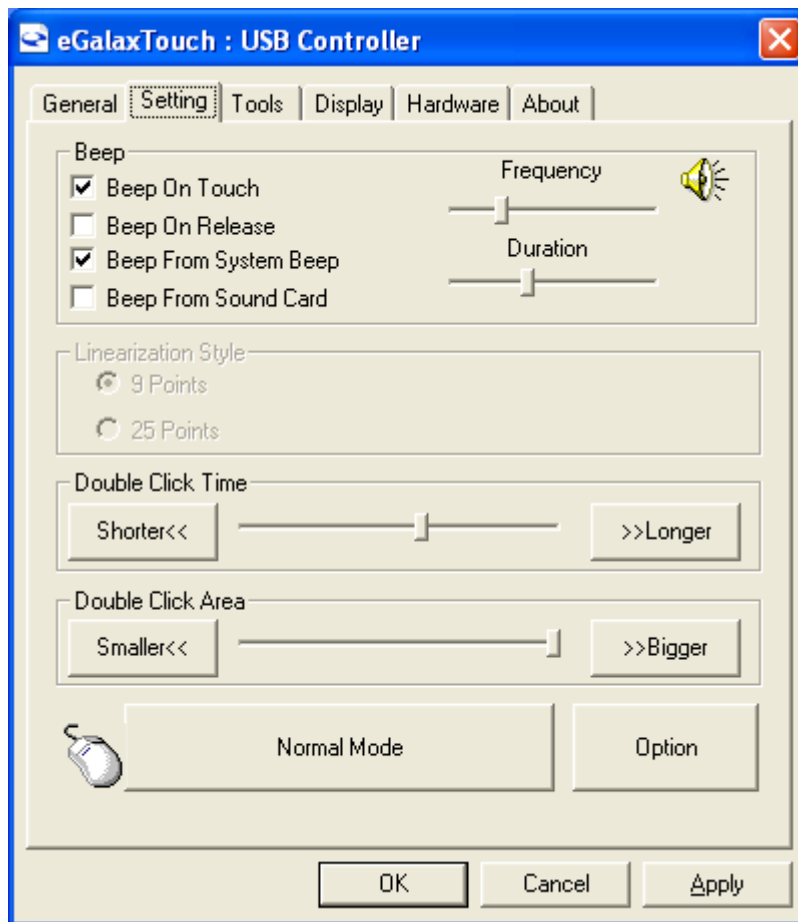 eGalaxTouch : USB Controller
General Setting Tools Display Hardware About
Beep
Beep On Touch
Beep On Release
Beep From System Beep
Beep From Sound Card
Frequency
Duration
Linearization Style
9 Points
25 Points
Double Click Time
Shorter<< >>Longer
Double Click Area
Smaller<< >>Bigger
Normal Mode Option
OK Cancel Apply